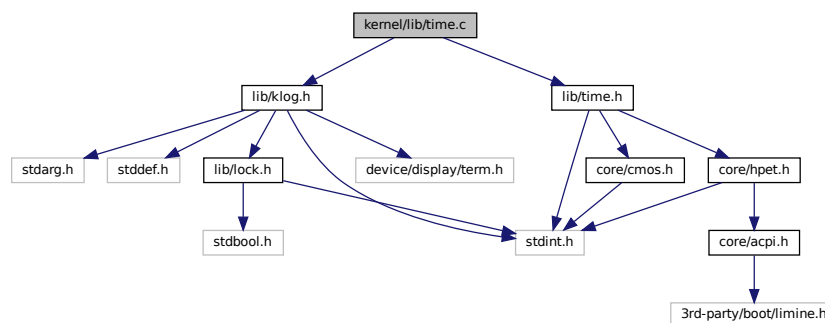 kernel/lib/time.c
lib/klog.h
lib/time.h
stdarg.h
stddef.h
lib/lock.h
device/display/term.h
core/cmos.h
core/hpet.h
stdbool.h
stdint.h
core/acpi.h
3rd-party/boot/limine.h